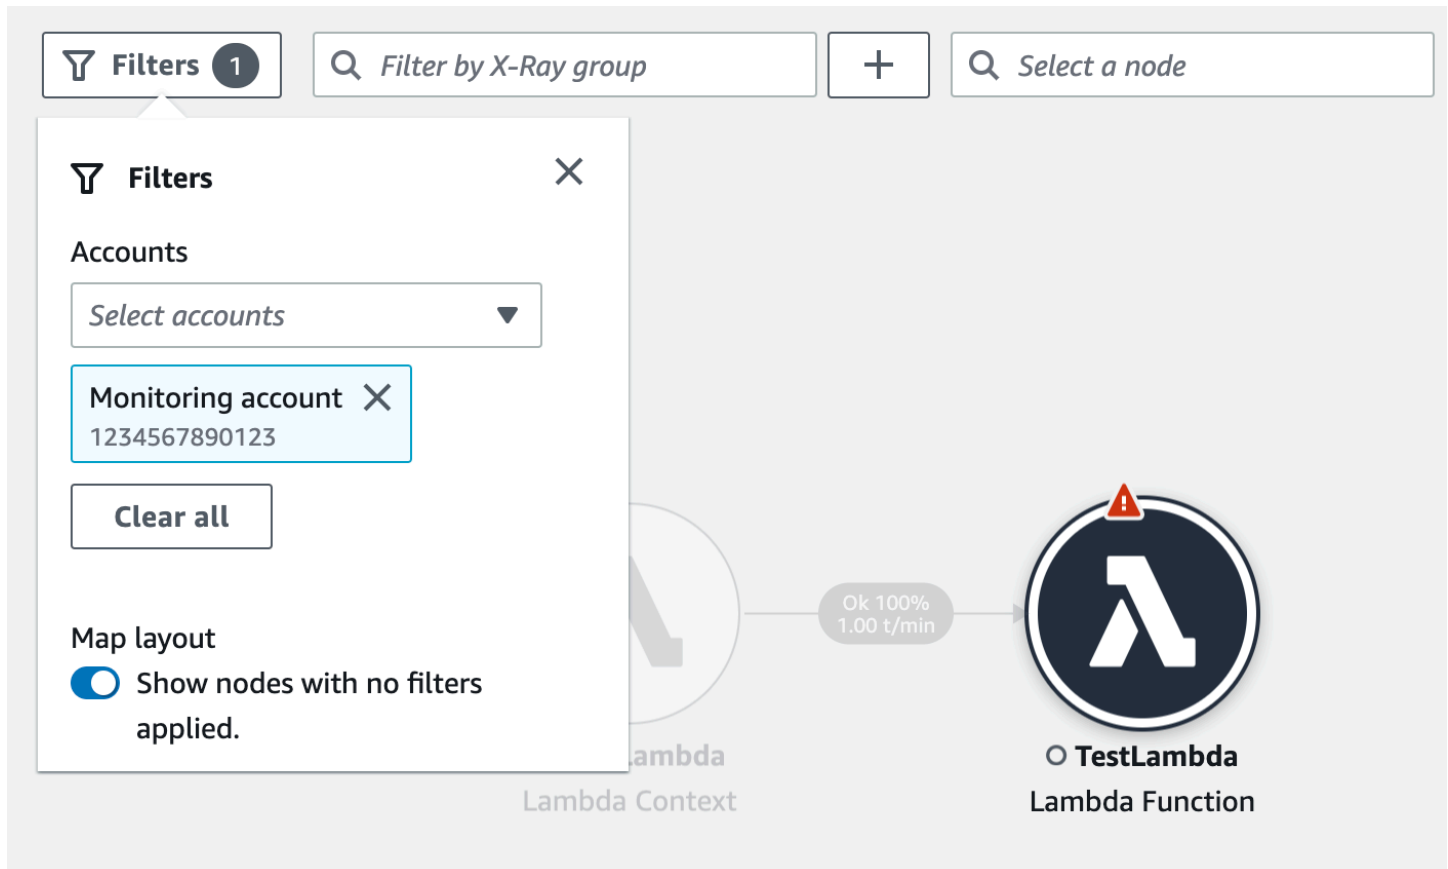 Filters 1
Filter by X-Ray group
Select a node
Filters
Accounts
Select accounts
Monitoring account
1234567890123
Clear all
Map layout
Show nodes with no filters
applied.
Ok 100%
1.00 t/min
Lambda Context
TestLambda
Lambda Function